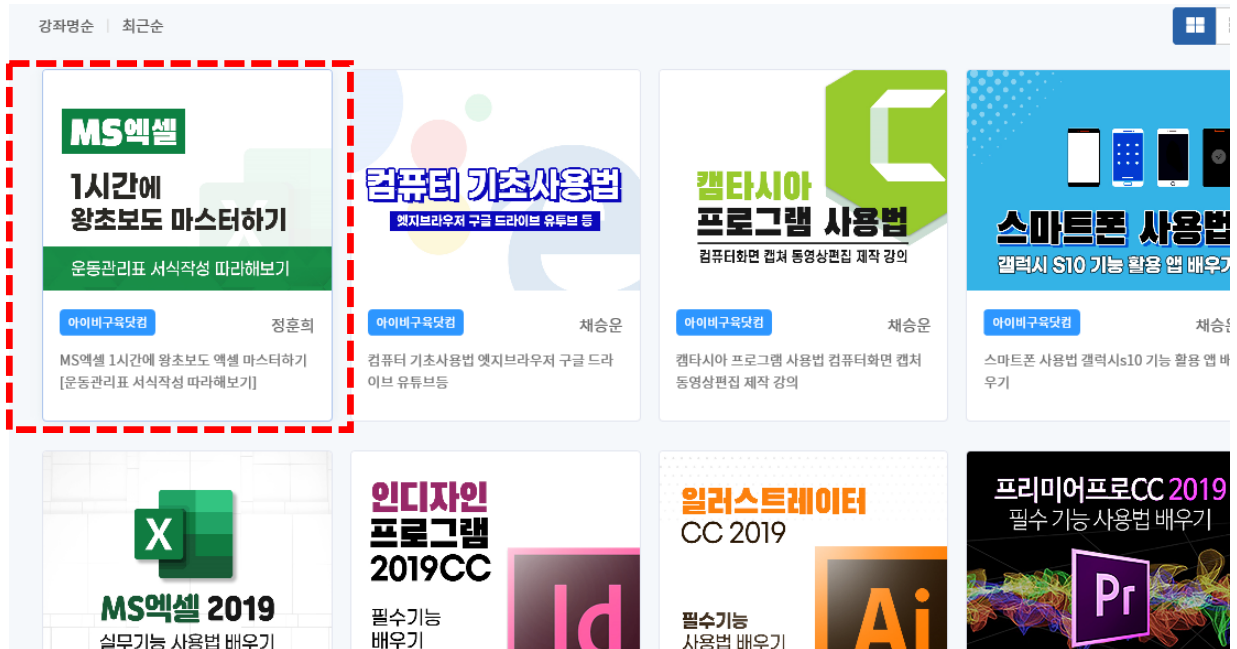 강좌명순 | 최근순
MS엑셀
1시간에
왕초보도 마스터하기
운동관리표 서식작성 따라해보기
아이비구육닷컴 정훈희
MS엑셀 1시간에 왕초보도 액셀 마스터하기
[운동관리표 서식작성 따라해보기]
컴퓨터 기초사용법
엣지브라우저 구글 드라이브 유튜브 등
아이비구육닷컴 채승운
컴퓨터 기초사용법 엣지브라우저 구글 드라
이브 유튜브등
캠타시아
프로그램 사용법
컴퓨터화면 캡쳐 동영상편집 제작 강의
아이비구육닷컴 채승운
캠타시아 프로그램 사용법 컴퓨터화면 캡처
동영상편집 제작 강의
스마트폰 사용법
갤럭시 S10 기능 활용 앱 배우기
아이비구육닷컴 채승
스마트폰 사용법 갤럭시s10 기능 활용 앱 배
우기
X
MS엑셀 2019
실무기능 사용법 배우기
인디자인
프로그램
2019CC
필수기능
배우기
Id
일러스트레이터
CC 2019
필수기능
사용법 배우기
Ai
프리미어프로CC 2019
필수 기능 사용법 배우기
Pr